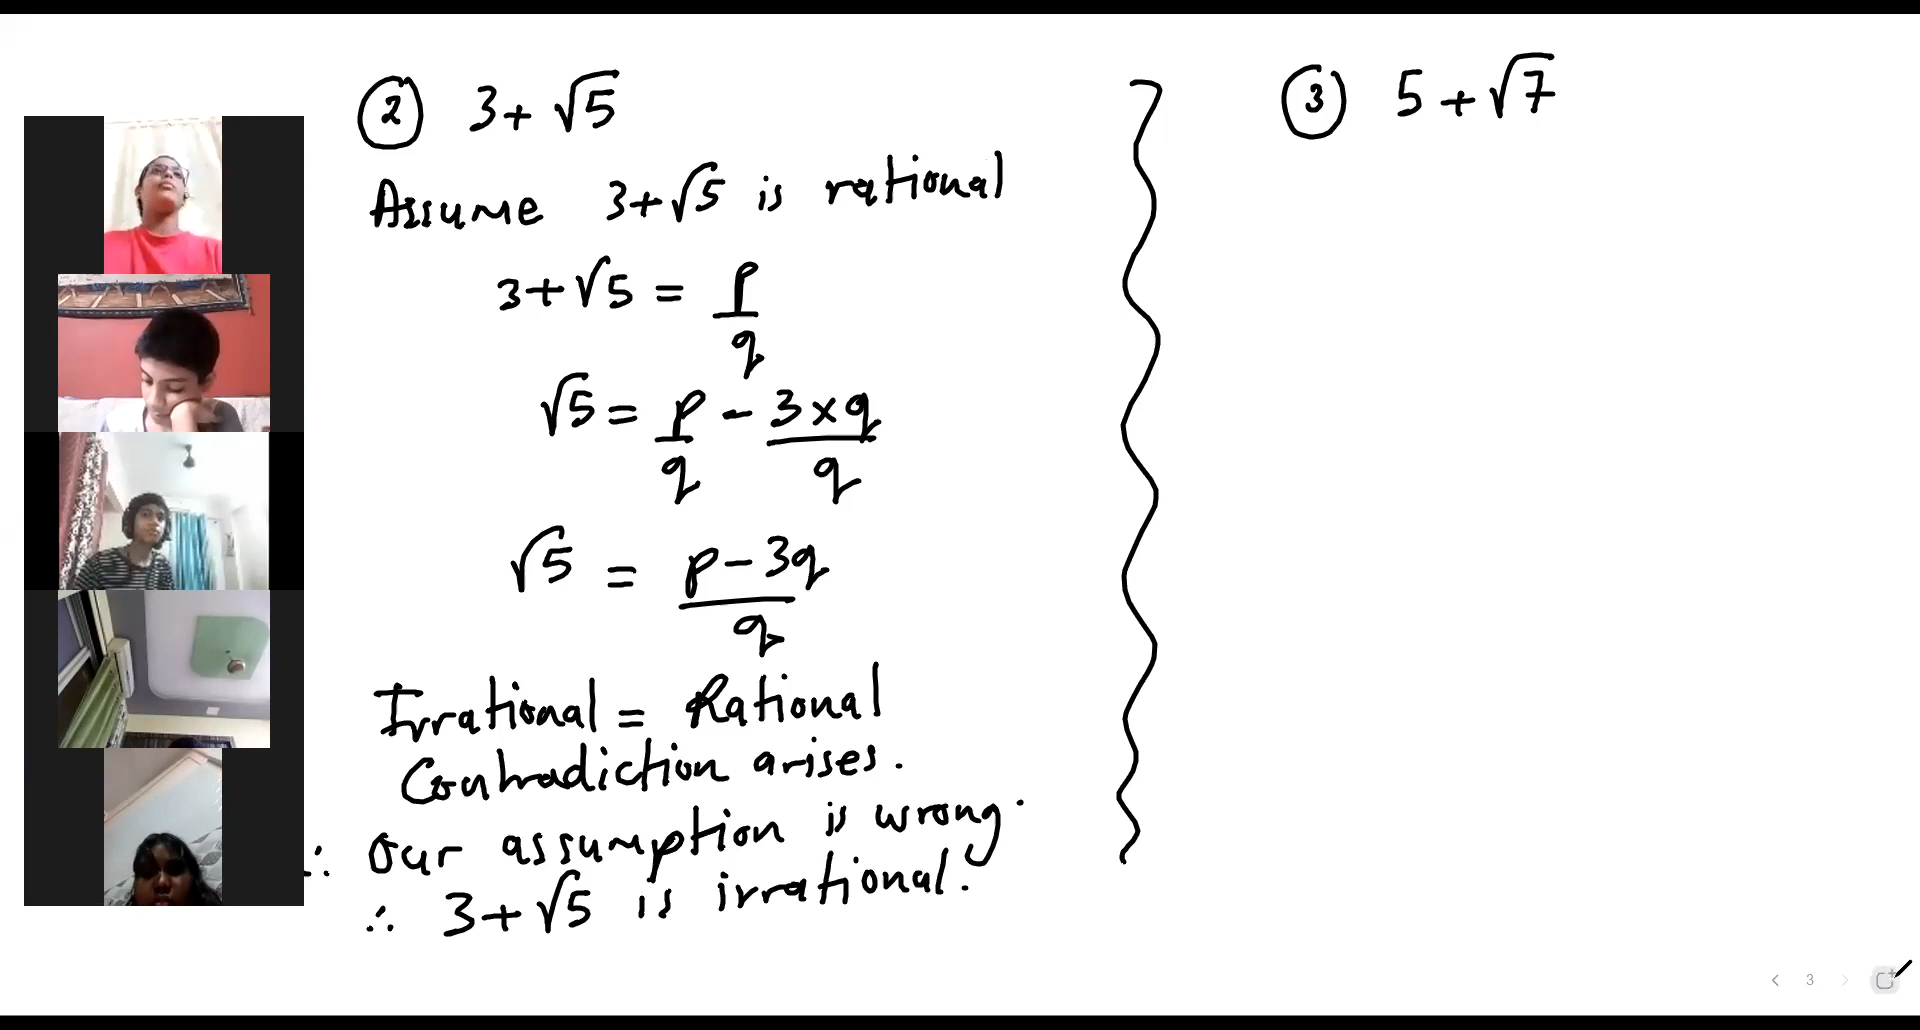 ② 3 + √5
Assume 3+√5 is rational
3+√5 = p/q
√5 = p/q - 3×q/q
√5 = p-3q/q
Irrational = Rational
Contradiction arises.
∴ Our assumption is wrong.
∴ 3+√5 is irrational.
③ 5 + √7
3